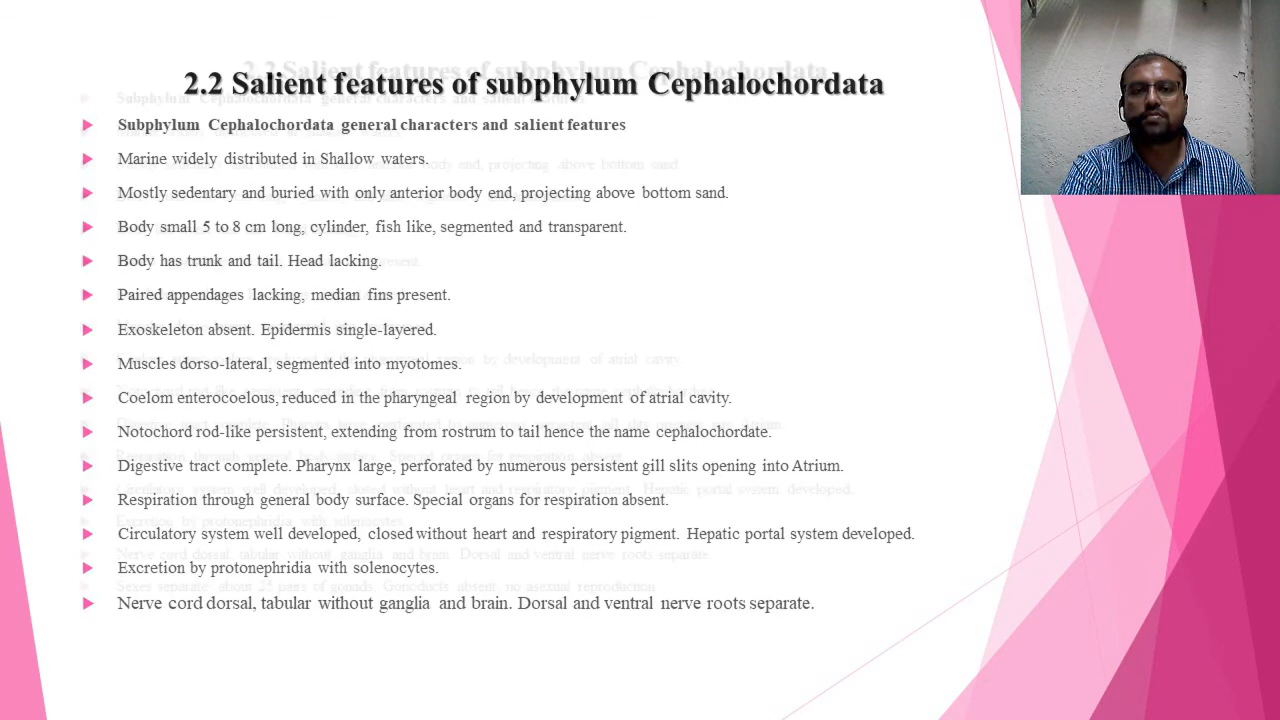 2.2 Salient features of subphylum Cephalochordata
Subphylum Cephalochordata general characters and salient features
Marine widely distributed in Shallow waters.
Mostly sedentary and buried with only anterior body end, projecting above bottom sand.
Body small 5 to 8 cm long, cylinder, fish like, segmented and transparent.
Body has trunk and tail. Head lacking.
Paired appendages lacking, median fins present.
Exoskeleton absent. Epidermis single-layered.
Muscles dorso-lateral, segmented into myotomes.
Coelom enterocoelous, reduced in the pharyngeal region by development of atrial cavity.
Notochord rod-like persistent, extending from rostrum to tail hence the name cephalochordate.
Digestive tract complete. Pharynx large, perforated by numerous persistent gill slits opening into Atrium.
Respiration through general body surface. Special organs for respiration absent.
Circulatory system well developed, closed without heart and respiratory pigment. Hepatic portal system developed.
Excretion by protonephridia with solenocytes.
Nerve cord dorsal, tabular without ganglia and brain. Dorsal and ventral nerve roots separate.